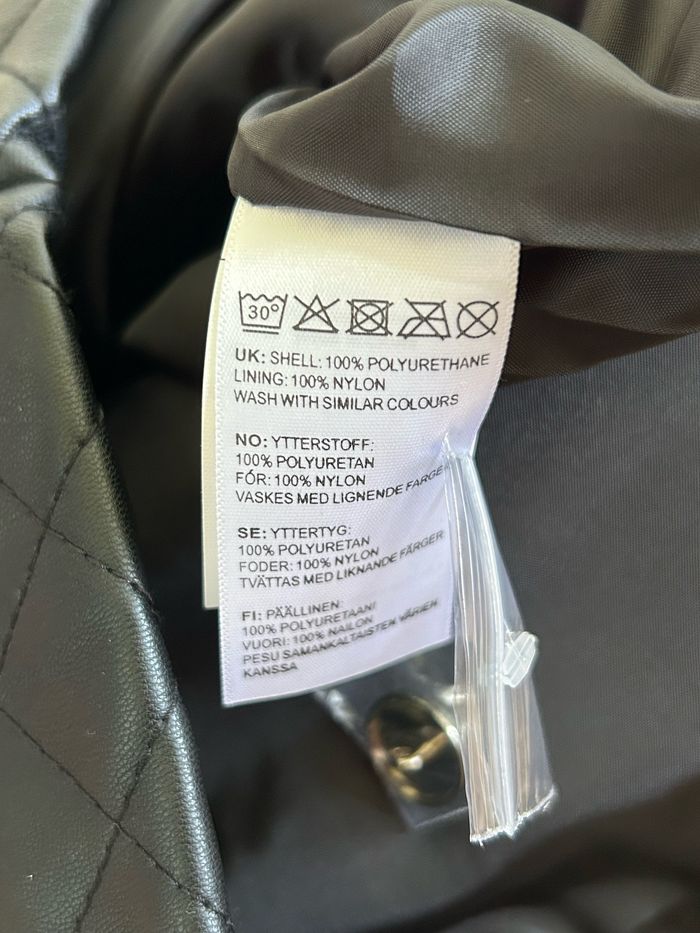 30°
UK: SHELL: 100% POLYURETHANE
LINING: 100% NYLON
WASH WITH SIMILAR COLOURS
NO: YTTERSTOFF:
100% POLYURETAN
FÓR: 100% NYLON
VASKES MED LIGNENDE FARGE
SE: YTTERTYG:
100% POLYURETAN
FODER: 100% NYLON
TVÄTTAS MED LIKNANDE FÄRGER
FI: PÄÄLLINEN:
100% POLYURETAANI
VUORI: 100% NAILON
PESU SAMANKALTAISTEN VÄRIEN
KANSSA